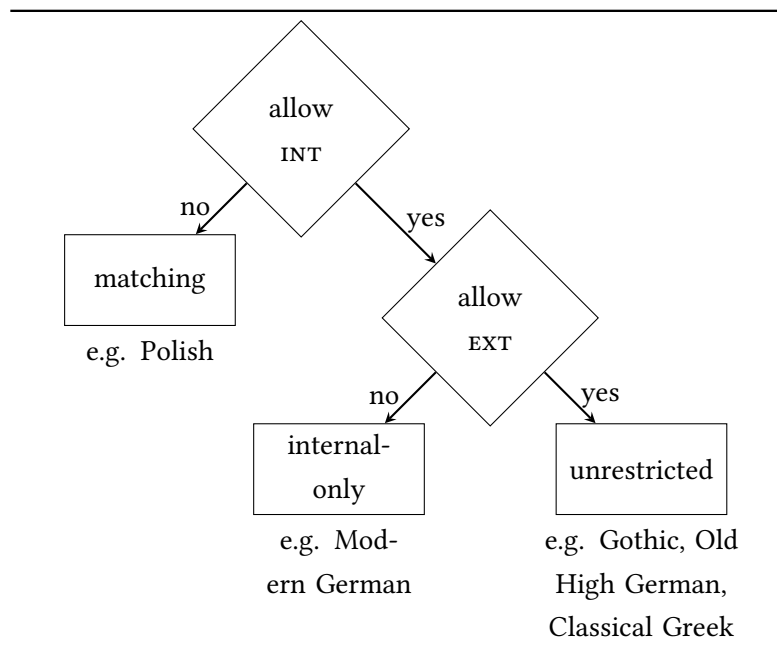 allow
INT
no
yes
matching
allow
EXT
e.g. Polish
no
yes
internal-
only
unrestricted
e.g. Mod-
ern German
e.g. Gothic, Old
High German,
Classical Greek